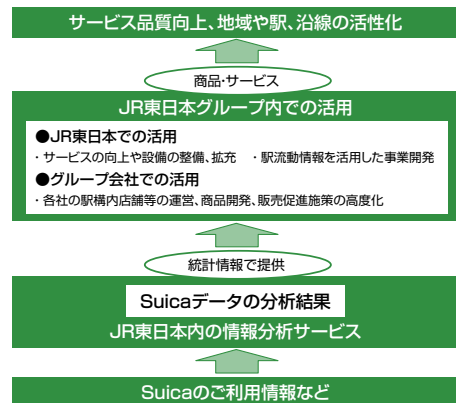 サービス品質向上、地域や駅、沿線の活性化
商品・サービス
JR東日本グループ内での活用
●JR東日本での活用
・サービスの向上や設備の整備、拡充　・駅流動情報を活用した事業開発
●グループ会社での活用
・各社の駅構内店舗等の運営、商品開発、販売促進施策の高度化
統計情報で提供
Suicaデータの分析結果
JR東日本内の情報分析サービス
Suicaのご利用情報など